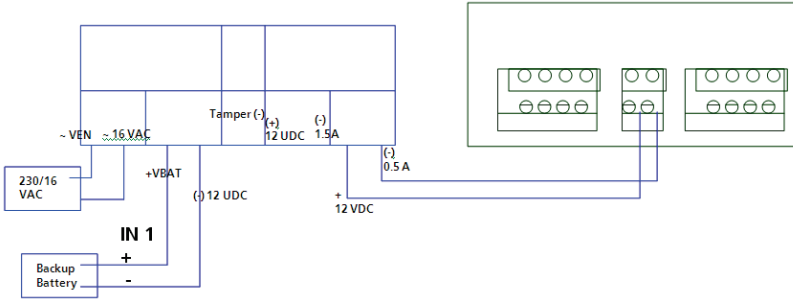 Tamper (-)
(+)
12 UDC
(-)
1.5A
~ VEN
~ 16 VAC
(-)
0.5 A
230/16
VAC
+VBAT
(-) 12 UDC
+
12 VDC
IN 1
+
-
Backup
Battery